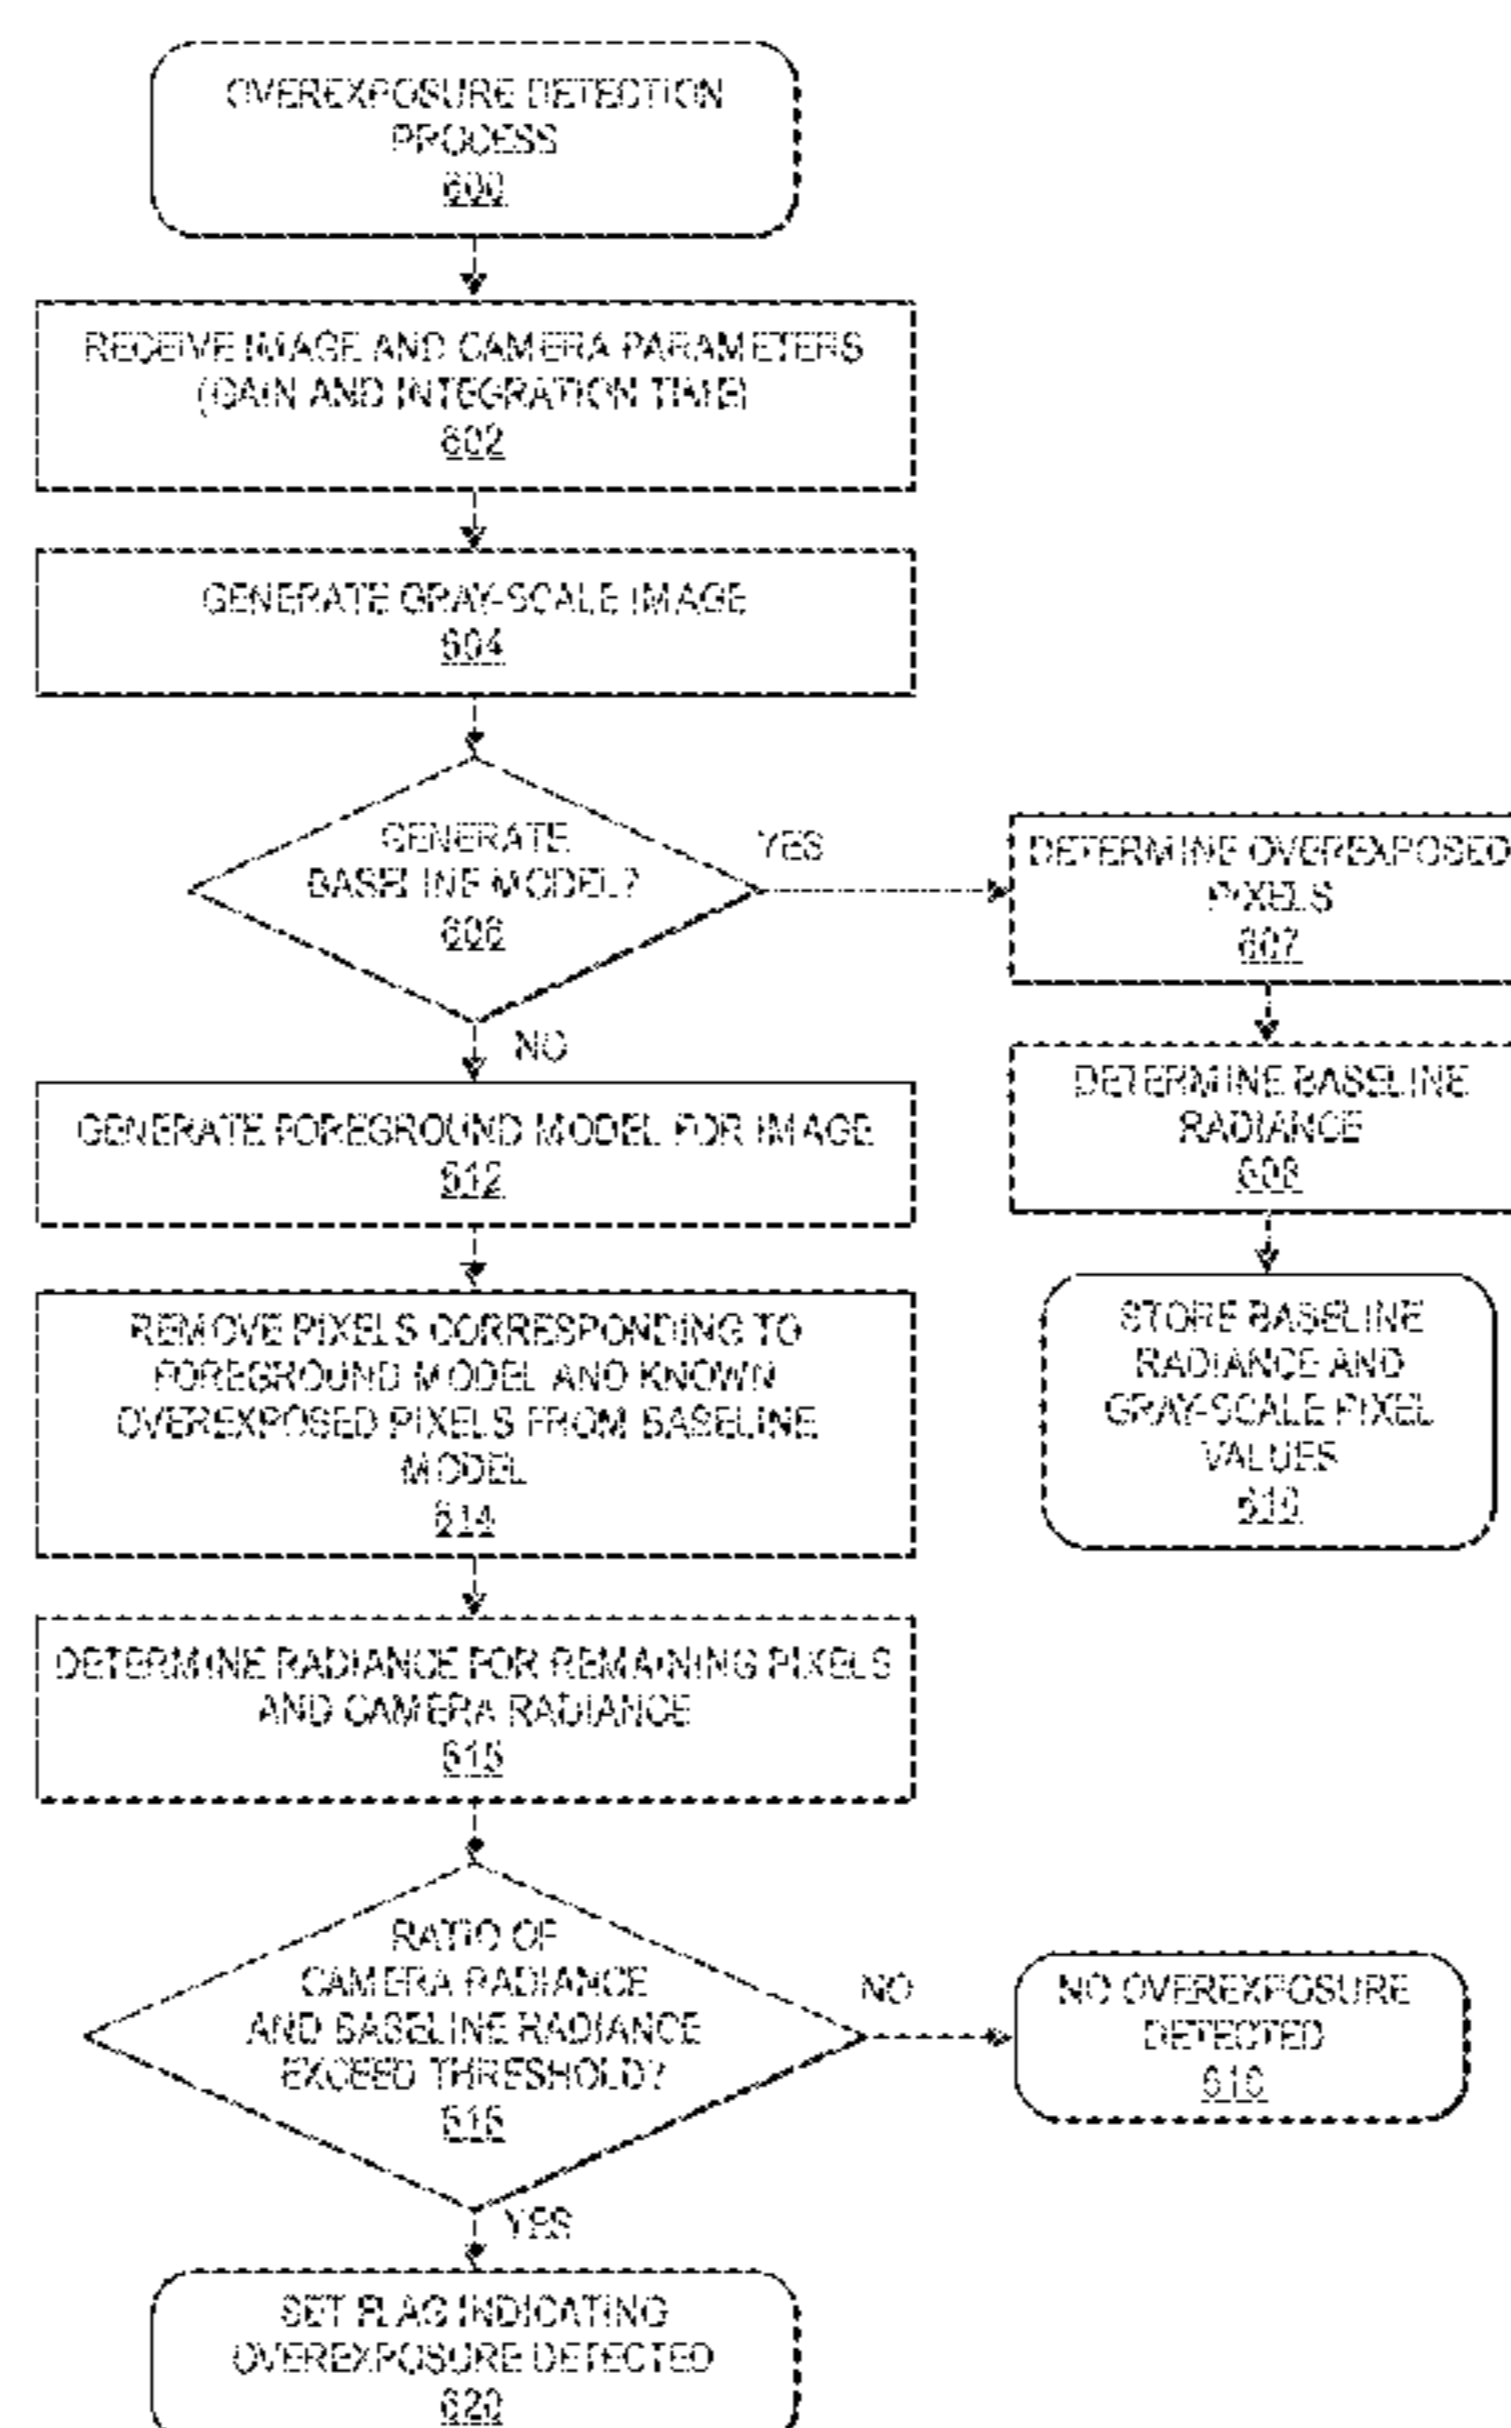 OVEREXPOSURE DETECTION
PROCESS
600
RECEIVE IMAGE AND CAMERA PARAMETERS
(GAIN AND INTEGRATION TIME)
602
GENERATE GRAY-SCALE IMAGE
604
GENERATE
BASELINE MODEL?
606
YES
DETERMINE OVEREXPOSED
PIXELS
607
NO
DETERMINE BASELINE
RADIANCE
608
GENERATE FOREGROUND MODEL FOR IMAGE
612
STORE BASELINE
RADIANCE AND
GRAY-SCALE PIXEL
VALUES
610
REMOVE PIXELS CORRESPONDING TO
FOREGROUND MODEL AND KNOWN
OVEREXPOSED PIXELS FROM BASELINE
MODEL
614
DETERMINE RADIANCE FOR REMAINING PIXELS
AND CAMERA RADIANCE
615
RATIO OF
CAMERA RADIANCE
AND BASELINE RADIANCE
EXCEED THRESHOLD?
616
NO
NO OVEREXPOSURE
DETECTED
YES
SET FLAG INDICATING
OVEREXPOSURE DETECTED
620